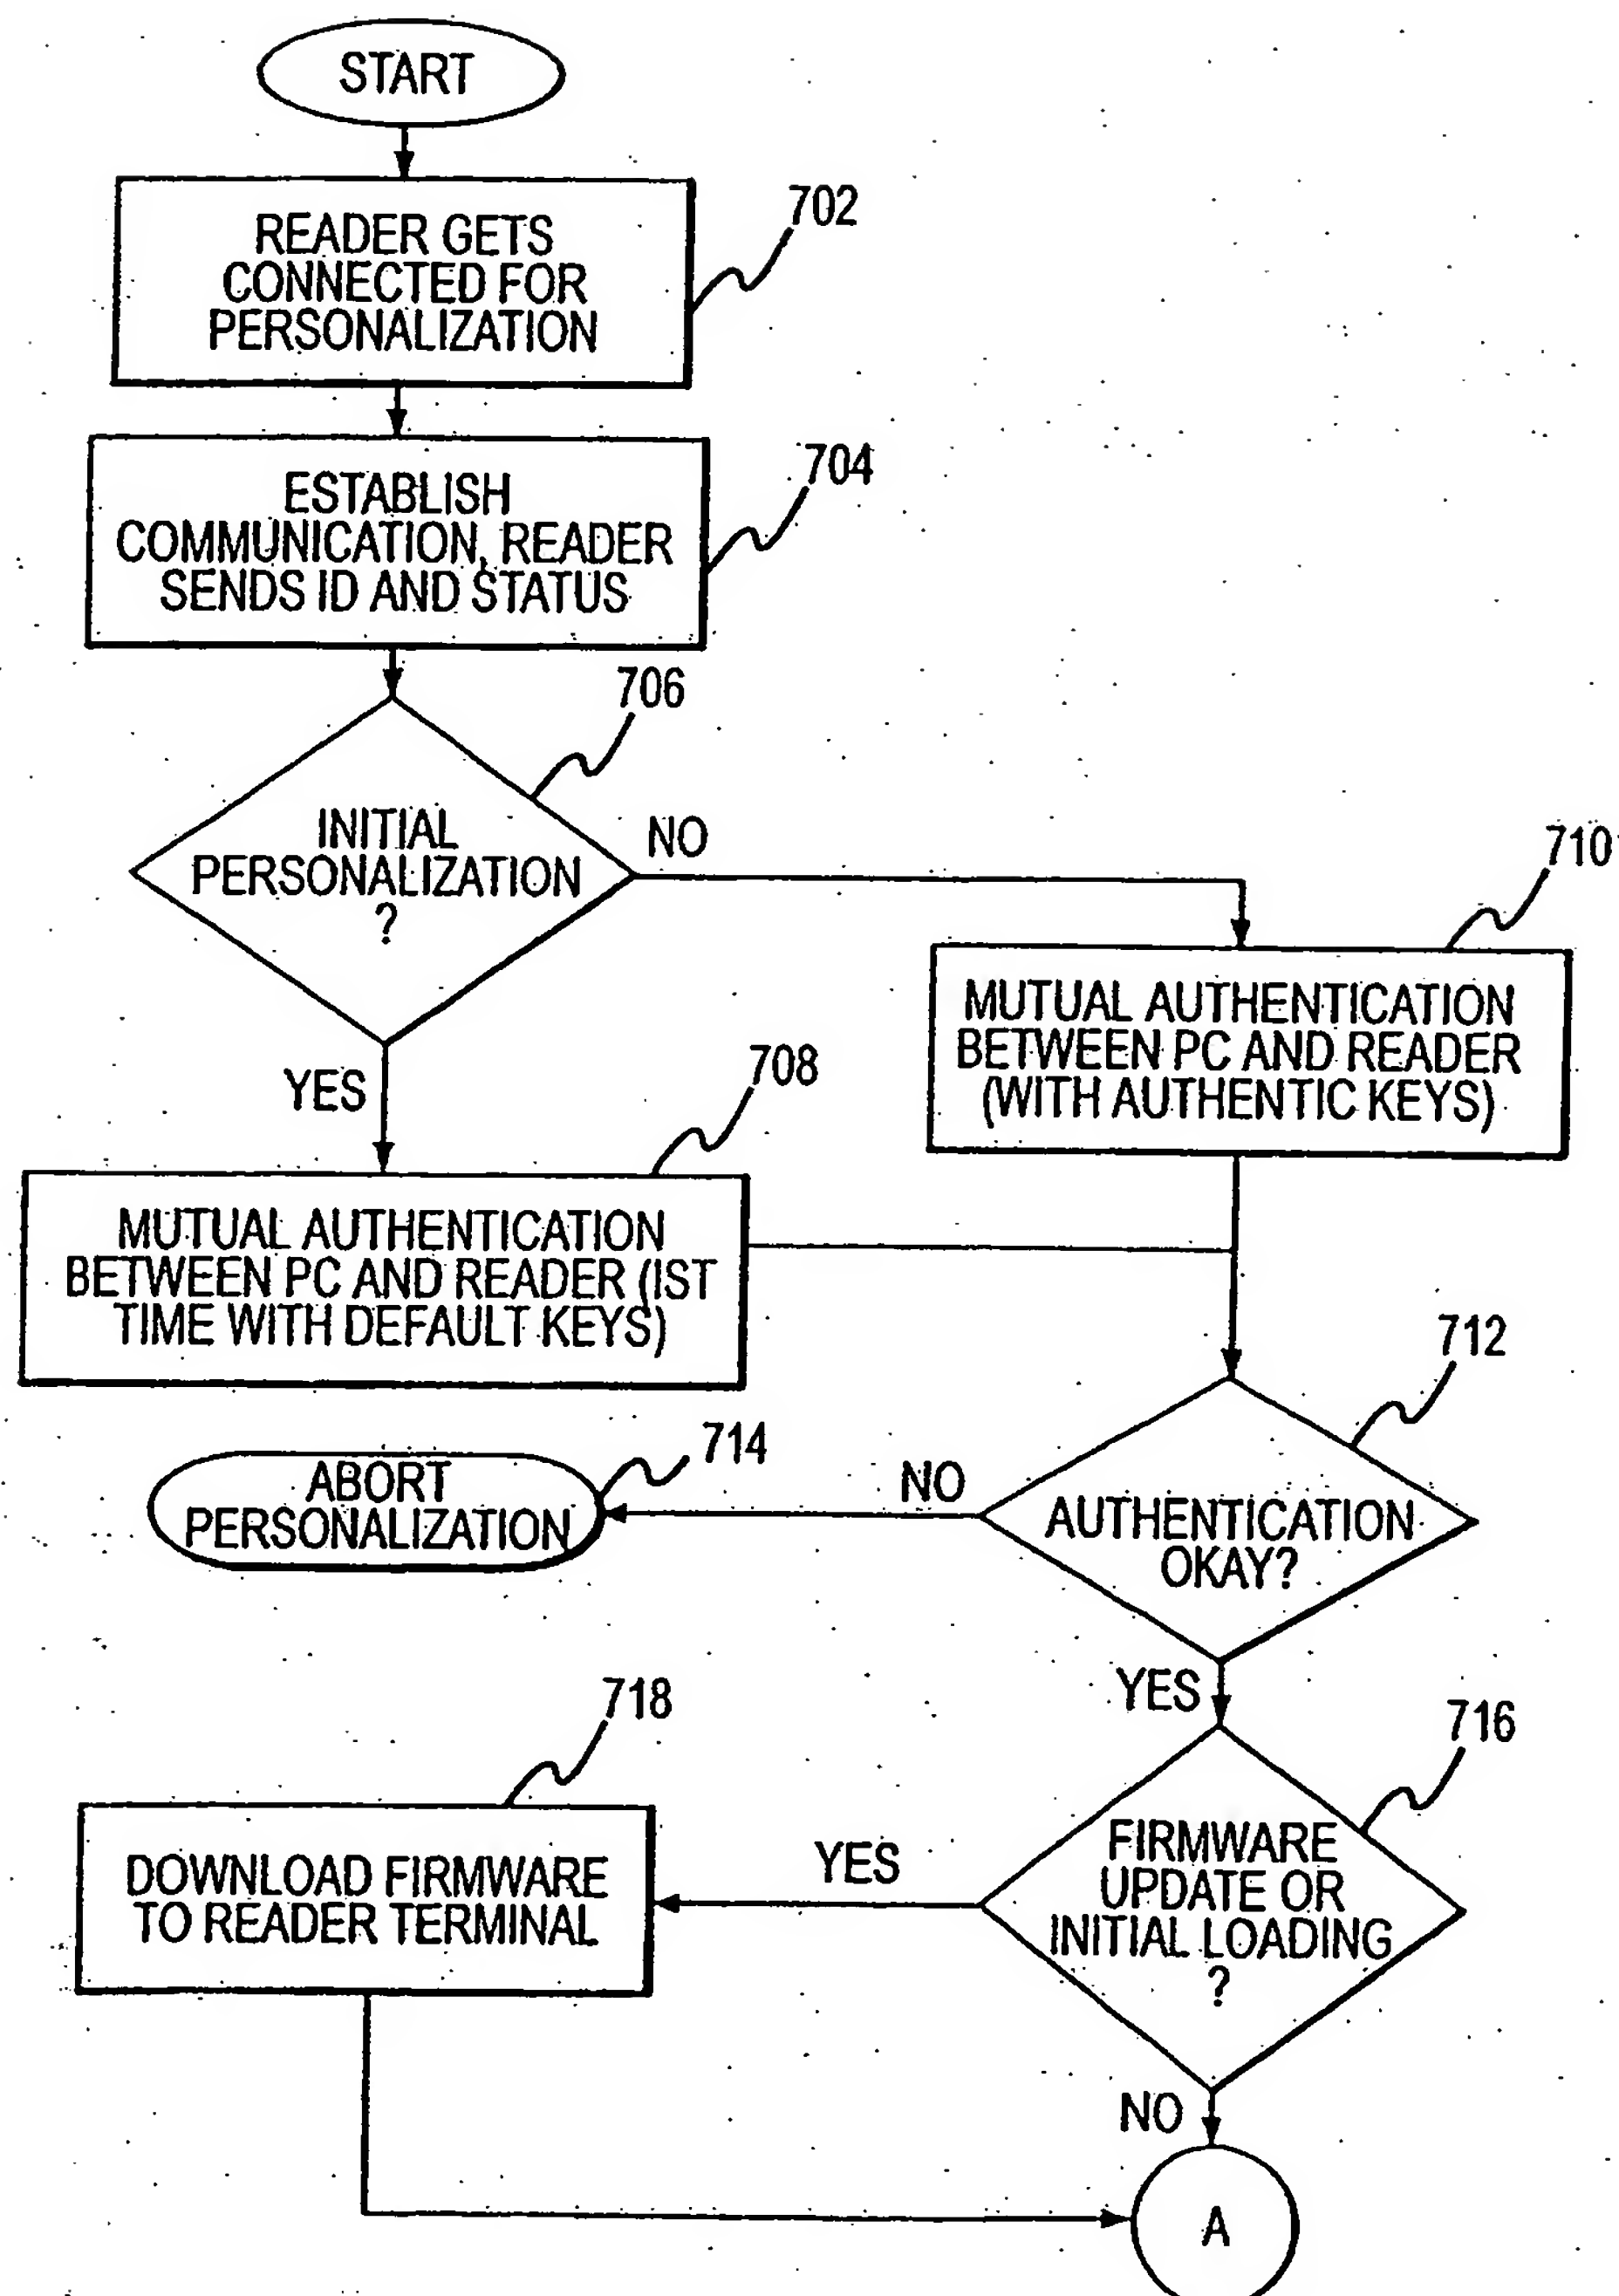 START
702
READER GETS
CONNECTED FOR
PERSONALIZATION
704
ESTABLISH
COMMUNICATION, READER
SENDS ID AND STATUS
706
INITIAL
PERSONALIZATION
?
NO
710
MUTUAL AUTHENTICATION
BETWEEN PC AND READER
(WITH AUTHENTIC KEYS)
YES
708
MUTUAL AUTHENTICATION
BETWEEN PC AND READER (IST
TIME WITH DEFAULT KEYS)
712
AUTHENTICATION
OKAY?
NO
714
ABORT
PERSONALIZATION
YES
716
FIRMWARE
UPDATE OR
INITIAL LOADING
?
YES
718
DOWNLOAD FIRMWARE
TO READER TERMINAL
NO
A